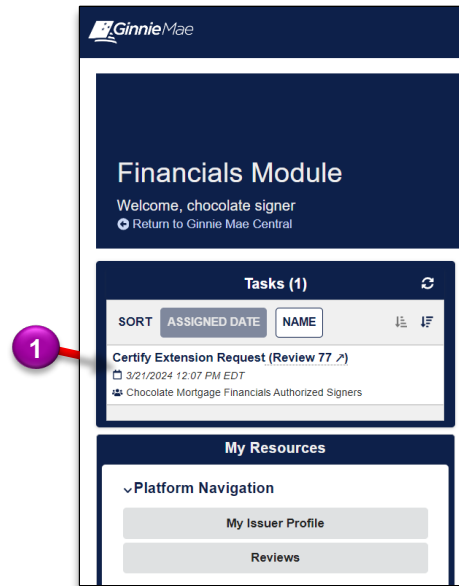 GinnieMae
Financials Module
Welcome, chocolate signer
Return to Ginnie Mae Central
Tasks (1)
SORT ASSIGNED DATE NAME
1
Certify Extension Request (Review 77 ↗)
3/21/2024 12:07 PM EDT
Chocolate Mortgage Financials Authorized Signers
My Resources
Platform Navigation
My Issuer Profile
Reviews